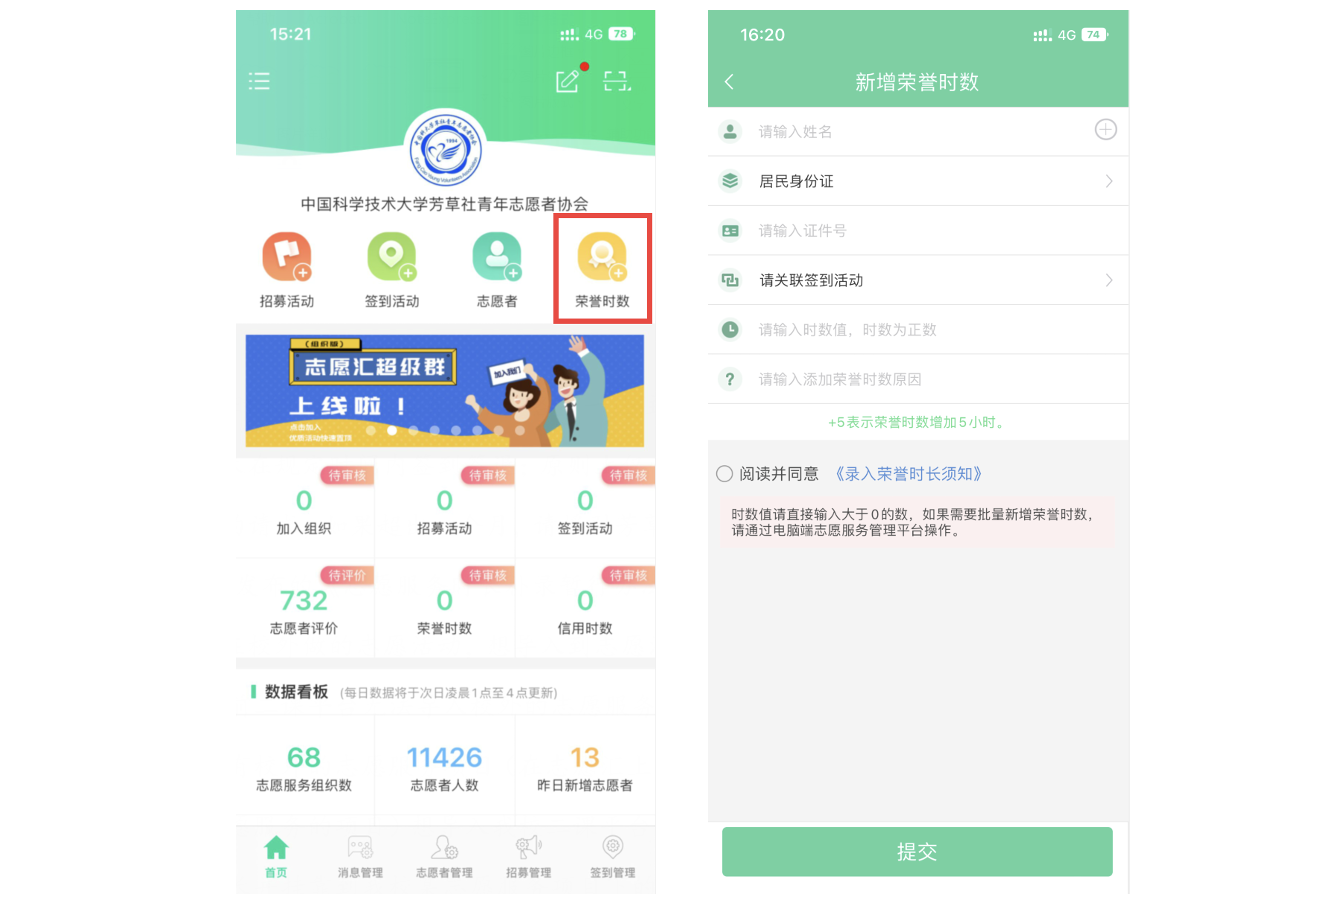 15:21
4G 78
1994
中国科学技术大学芳草社青年志愿者协会
招募活动
签到活动
志愿者
荣誉时数
（组织版）
志愿汇超级群
加入我们
上线啦！
点击加入
优质活动快速置顶
待审核
待审核
待审核
0
0
0
加入组织
招募活动
签到活动
待评价
待审核
待审核
732
0
0
志愿者评价
荣誉时数
信用时数
数据看板 (每日数据将于次日凌晨1点至4点更新)
68
11426
13
志愿服务组织数
志愿者人数
昨日新增志愿者
首页
消息管理
志愿者管理
招募管理
签到管理
16:20
4G 74
新增荣誉时数
请输入姓名
居民身份证
请输入证件号
请关联签到活动
请输入时数值，时数为正数
请输入添加荣誉时数原因
+5表示荣誉时数增加5小时。
阅读并同意 《录入荣誉时长须知》
时数值请直接输入大于0的数，如果需要批量新增荣誉时数，
请通过电脑端志愿服务管理平台操作。
提交